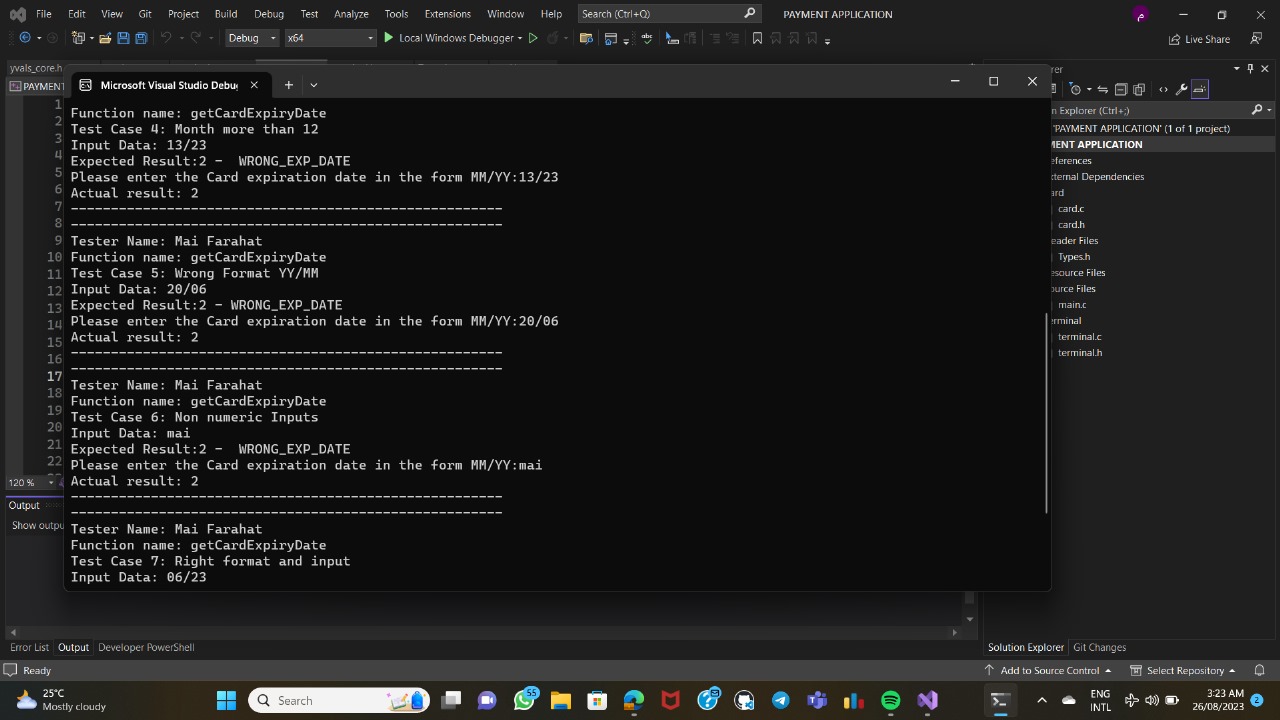 File Edit View Git Project Build Debug Test Analyze Tools Extensions Window Help Search (Ctrl+Q) PAYMENT APPLICATION م
Debug x64 Local Windows Debugger Live Share
yvals_core.h
PAYMENT
Microsoft Visual Studio Debug
Function name: getCardExpiryDate
Test Case 4: Month more than 12
Input Data: 13/23
Expected Result:2 -  WRONG_EXP_DATE
Please enter the Card expiration date in the form MM/YY:13/23
Actual result: 2
------------------------------------------------------
------------------------------------------------------
Tester Name: Mai Farahat
Function name: getCardExpiryDate
Test Case 5: Wrong Format YY/MM
Input Data: 20/06
Expected Result:2 - WRONG_EXP_DATE
Please enter the Card expiration date in the form MM/YY:20/06
Actual result: 2
------------------------------------------------------
------------------------------------------------------
Tester Name: Mai Farahat
Function name: getCardExpiryDate
Test Case 6: Non numeric Inputs
Input Data: mai
Expected Result:2 -  WRONG_EXP_DATE
Please enter the Card expiration date in the form MM/YY:mai
Actual result: 2
------------------------------------------------------
------------------------------------------------------
Tester Name: Mai Farahat
Function name: getCardExpiryDate
Test Case 7: Right format and input
Input Data: 06/23
1
2
3
4
5
6
7
8
9
10
11
12
13
14
15
16
17
18
19
20
21
22
120 %
Output
Show outpu
Error List Output Developer PowerShell
orer
n Explorer (Ctrl+;)
'PAYMENT APPLICATION' (1 of 1 project)
MENT APPLICATION
eferences
xternal Dependencies
ard
card.c
card.h
eader Files
Types.h
esource Files
ource Files
main.c
erminal
terminal.c
terminal.h
Solution Explorer Git Changes
Ready Add to Source Control Select Repository
25°C
Mostly cloudy
Search
55
ENG
INTL
3:23 AM
26/08/2023
2